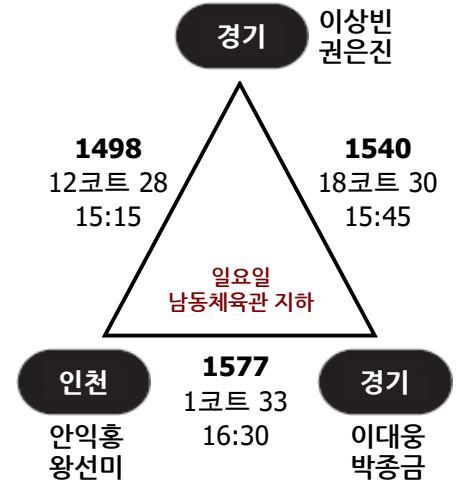 경기
이상빈
권은진
1498
12코트 28
15:15
1540
18코트 30
15:45
일요일
남동체육관 지하
인천
안익홍
왕선미
1577
1코트 33
16:30
경기
이대웅
박종금